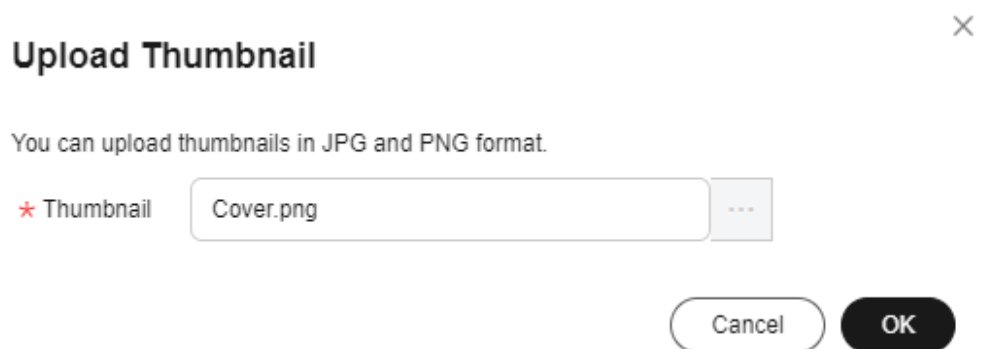 Upload Thumbnail
You can upload thumbnails in JPG and PNG format.
* Thumbnail Cover.png ...
Cancel OK